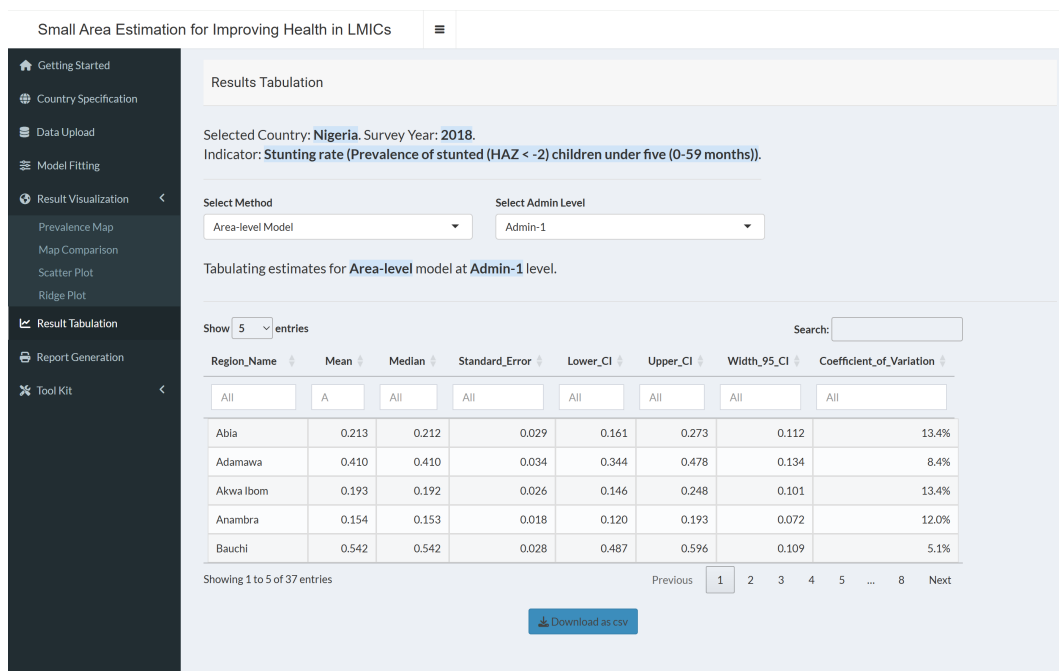 Small Area Estimation for Improving Health in LMICs
Getting Started
Country Specification
Data Upload
Model Fitting
Result Visualization
Prevalence Map
Map Comparison
Scatter Plot
Ridge Plot
Result Tabulation
Report Generation
Tool Kit
Results Tabulation
Selected Country: Nigeria. Survey Year: 2018.
Indicator: Stunting rate (Prevalence of stunted (HAZ < -2) children under five (0-59 months)).
Select Method Select Admin Level
Area-level Model Admin-1
Tabulating estimates for Area-level model at Admin-1 level.
Show 5 entries Search:
Region_Name Mean Median Standard_Error Lower_CI Upper_CI Width_95_CI Coefficient_of_Variation
All A All All All All All All
Abia 0.213 0.212 0.029 0.161 0.273 0.112 13.4%
Adamawa 0.410 0.410 0.034 0.344 0.478 0.134 8.4%
Akwa Ibom 0.193 0.192 0.026 0.146 0.248 0.101 13.4%
Anambra 0.154 0.153 0.018 0.120 0.193 0.072 12.0%
Bauchi 0.542 0.542 0.028 0.487 0.596 0.109 5.1%
Showing 1 to 5 of 37 entries Previous 1 2 3 4 5 ... 8 Next
Download as csv